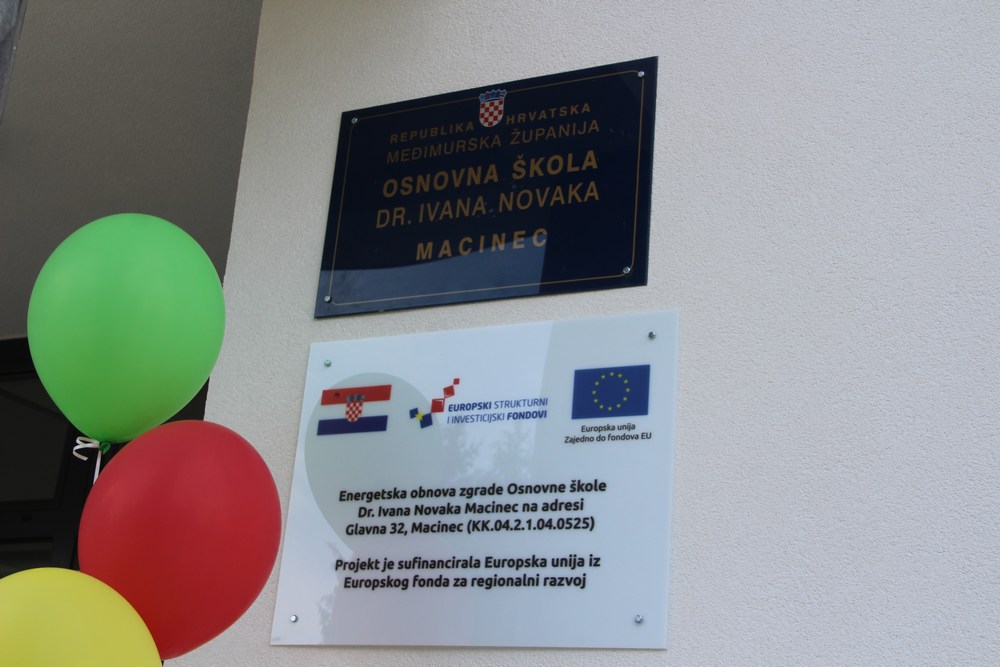 REPUBLIKA HRVATSKA
MEĐIMURSKA ŽUPANIJA
OSNOVNA ŠKOLA
DR. IVANA NOVAKA
MACINEC
EUROPSKI STRUKTURNI
I INVESTICIJSKI FONDOVI
Europska unija
Zajedno do fondova EU
Energetska obnova zgrade Osnovne škole
Dr. Ivana Novaka Macinec na adresi
Glavna 32, Macinec (KK.04.2.1.04.0525)
Projekt je sufinancirala Europska unija iz
Europskog fonda za regionalni razvoj